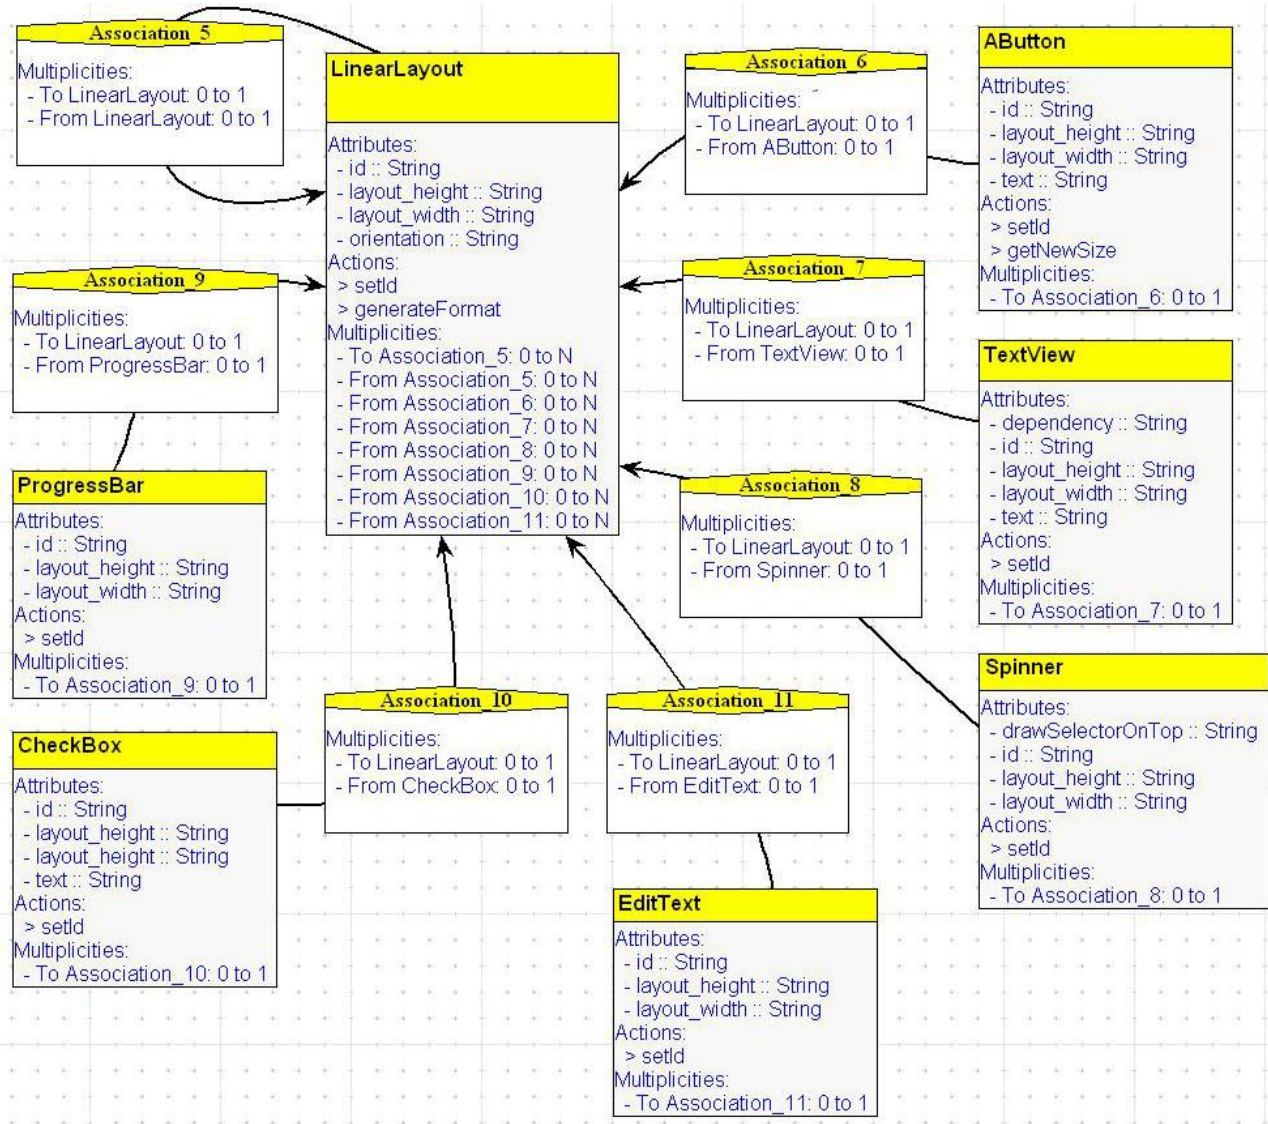 Association_5
Multiplicities:
- To LinearLayout: 0 to 1
- From LinearLayout: 0 to 1
LinearLayout
Attributes:
- id :: String
- layout_height :: String
- layout_width :: String
- orientation :: String
Actions:
> setId
> generateFormat
Multiplicities:
- To Association_5: 0 to N
- From Association_5: 0 to N
- From Association_6: 0 to N
- From Association_7: 0 to N
- From Association_8: 0 to N
- From Association_9: 0 to N
- From Association_10: 0 to N
- From Association_11: 0 to N
Association_6
Multiplicities:
- To LinearLayout: 0 to 1
- From AButton: 0 to 1
AButton
Attributes:
- id :: String
- layout_height :: String
- layout_width :: String
- text :: String
Actions:
> setId
> getNewSize
Multiplicities:
- To Association_6: 0 to 1
Association_9
Multiplicities:
- To LinearLayout: 0 to 1
- From ProgressBar: 0 to 1
Association_7
Multiplicities:
- To LinearLayout: 0 to 1
- From TextView: 0 to 1
TextView
Attributes:
- dependency :: String
- id :: String
- layout_height :: String
- layout_width :: String
- text :: String
Actions:
> setId
Multiplicities:
- To Association_7: 0 to 1
ProgressBar
Attributes:
- id :: String
- layout_height :: String
- layout_width :: String
Actions:
> setId
Multiplicities:
- To Association_9: 0 to 1
Association_8
Multiplicities:
- To LinearLayout: 0 to 1
- From Spinner: 0 to 1
Spinner
Attributes:
- drawSelectorOnTop :: String
- id :: String
- layout_height :: String
- layout_width :: String
Actions:
> setId
Multiplicities:
- To Association_8: 0 to 1
Association_10
Multiplicities:
- To LinearLayout: 0 to 1
- From CheckBox: 0 to 1
Association_11
Multiplicities:
- To LinearLayout: 0 to 1
- From EditText: 0 to 1
CheckBox
Attributes:
- id :: String
- layout_height :: String
- layout_height :: String
- text :: String
Actions:
> setId
Multiplicities:
- To Association_10: 0 to 1
EditText
Attributes:
- id :: String
- layout_height :: String
- layout_width :: String
Actions:
> setId
Multiplicities:
- To Association_11: 0 to 1